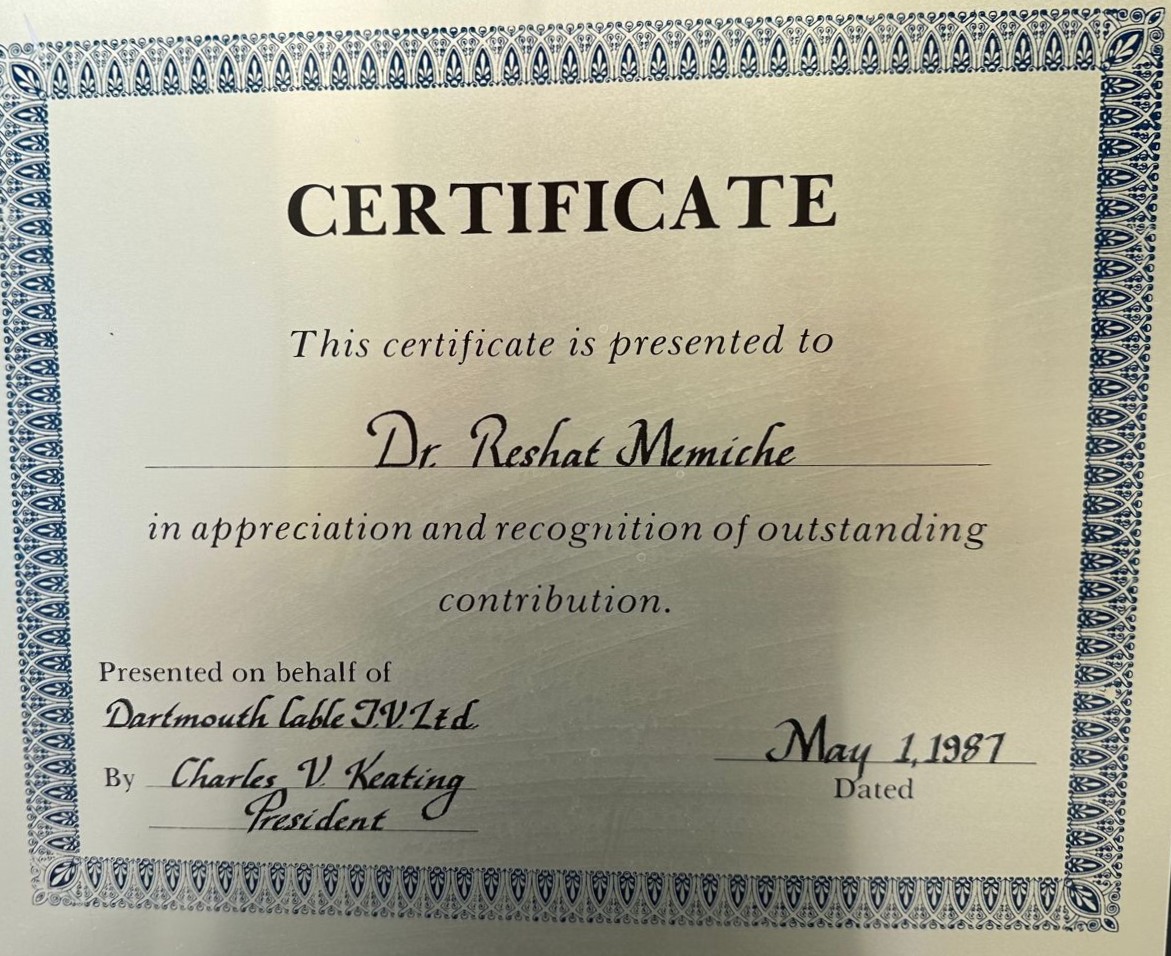 CERTIFICATE
This certificate is presented to
Dr. Reshat Memiche
in appreciation and recognition of outstanding
contribution.
Presented on behalf of
Dartmouth Cable T.V. Ltd.
By Charles V. Keating
President
May 1, 1987
Dated